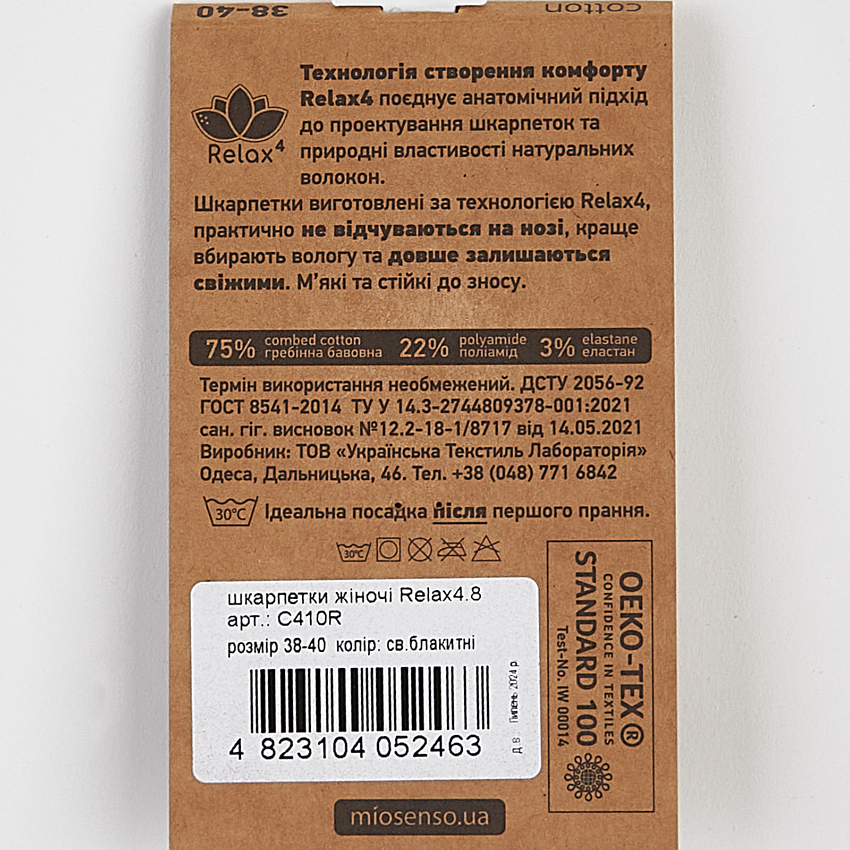 38-40 cotton
Технологія створення комфорту
Relax4 поєднує анатомічний підхід
до проектування шкарпеток та
природні властивості натуральних
волокон.
Relax4
Шкарпетки виготовлені за технологією Relax4,
практично не відчуваються на нозі, краще
вбирають вологу та довше залишаються
свіжими. М'які та стійкі до зносу.
75% combed cotton гребінна бавовна 22% polyamide поліамід 3% elastane еластан
Термін використання необмежений. ДСТУ 2056-92
ГОСТ 8541-2014 ТУ У 14.3-2744809378-001:2021
сан. гіг. висновок №12.2-18-1/8717 від 14.05.2021
Виробник: ТОВ «Українська Текстиль Лабораторія»
Одеса, Дальницька, 46. Тел. +38 (048) 771 6842
30°C Ідеальна посадка після першого прання.
30°C
шкарпетки жіночі Relax4.8
арт.: C410R
розмір 38-40 колір: св.блакитні
4 823104 052463
д.в. Липень 2024 р.
OEKO-TEX®
CONFIDENCE IN TEXTILES
STANDARD 100
Test-No. IW 00014
miosenso.ua